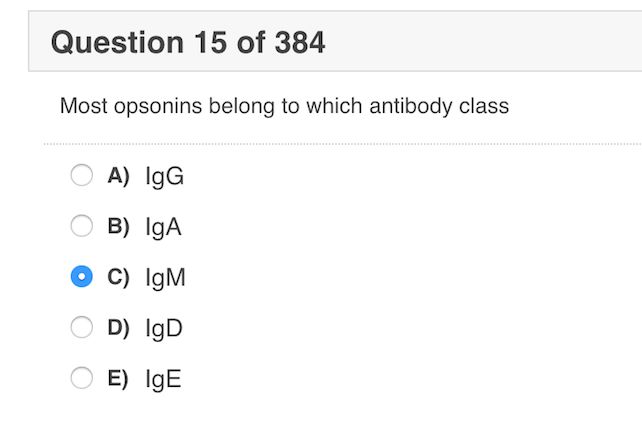 Question 15 of 384
Most opsonins belong to which antibody class
A) IgG
B) IgA
C) IgM
D) IgD
E) IgE